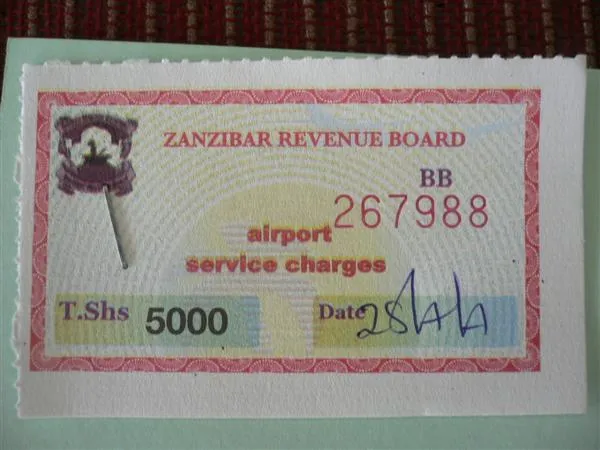 ZANZIBAR REVENUE BOARD
BB
267988
airport
service charges
T.Shs 5000
Date